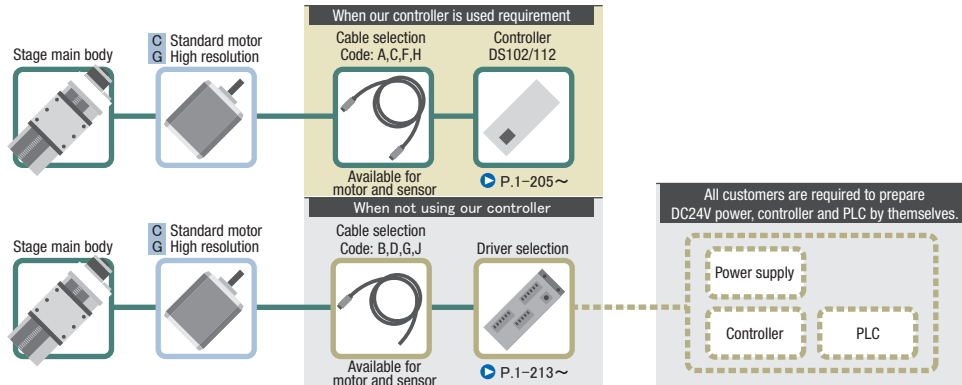 When our controller is used requirement
Stage main body
C Standard motor
G High resolution
Cable selection
Code: A,C,F,H
Controller
DS102/112
Available for
motor and sensor
P.1-205～
When not using our controller
Stage main body
C Standard motor
G High resolution
Cable selection
Code: B,D,G,J
Driver selection
Available for
motor and sensor
P.1-213～
All customers are required to prepare
DC24V power, controller and PLC by themselves.
Power supply
Controller
PLC